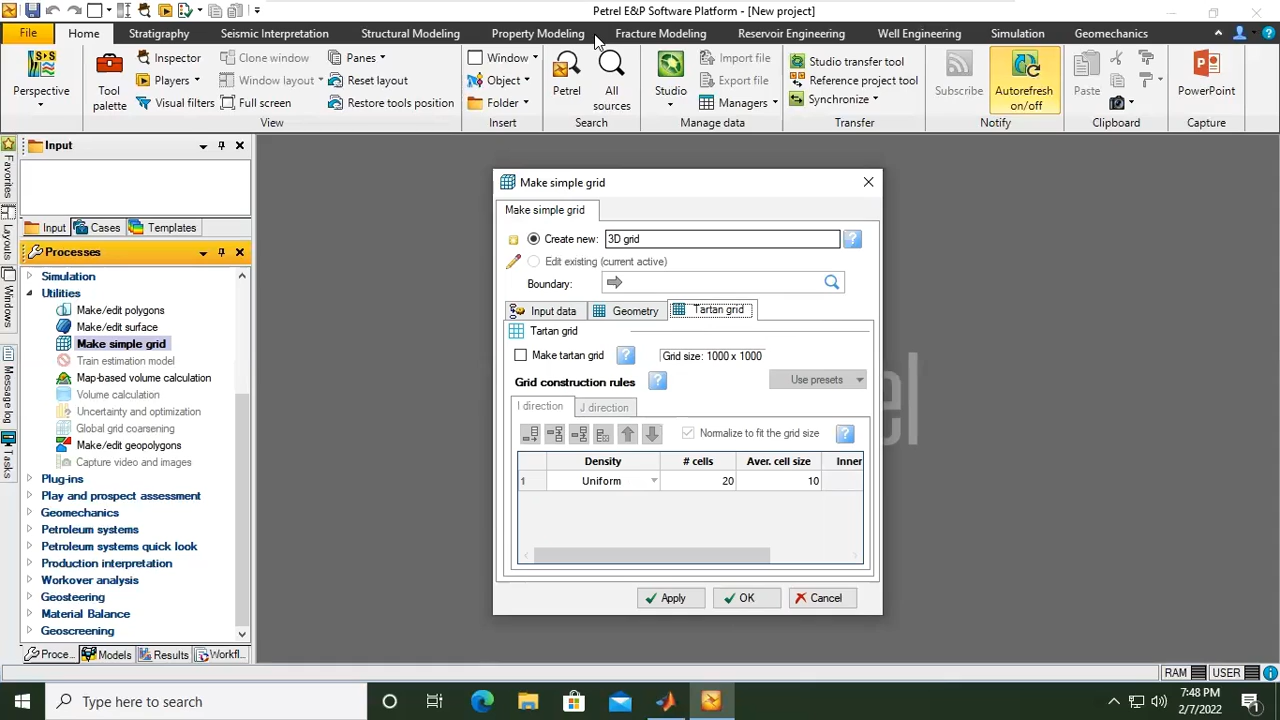 Petrel E&P Software Platform - [New project]
File Home Stratigraphy Seismic Interpretation Structural Modeling Property Modeling Fracture Modeling Reservoir Engineering Well Engineering Simulation Geomechanics
Perspective
Tool palette
Inspector
Players
Visual filters
Clone window
Window layout
Full screen
Panes
Reset layout
Restore tools position
View
Window
Object
Folder
Insert
Petrel
All sources
Search
Studio
Import file
Export file
Managers
Manage data
Studio transfer tool
Reference project tool
Synchronize
Transfer
Subscribe
Autorefresh on/off
Notify
Paste
Clipboard
PowerPoint
Capture
Favorites
Layouts
Windows
Message log
Tasks
Input
Input Cases Templates
Processes
Simulation
Utilities
Make/edit polygons
Make/edit surface
Make simple grid
Train estimation model
Map-based volume calculation
Volume calculation
Uncertainty and optimization
Global grid coarsening
Make/edit geopolygons
Capture video and images
Plug-ins
Play and prospect assessment
Geomechanics
Petroleum systems
Petroleum systems quick look
Production interpretation
Workover analysis
Geosteering
Material Balance
Geoscreening
Proce... Models Results Workfl...
Make simple grid
Make simple grid
Create new: 3D grid
Edit existing (current active)
Boundary:
Input data Geometry Tartan grid
Tartan grid
Make tartan grid Grid size: 1000 x 1000
Grid construction rules Use presets
I direction J direction
Normalize to fit the grid size
Density # cells Aver. cell size Inner
1 Uniform 20 10
Apply OK Cancel
el
RAM USER
Type here to search
7:48 PM
2/7/2022
1